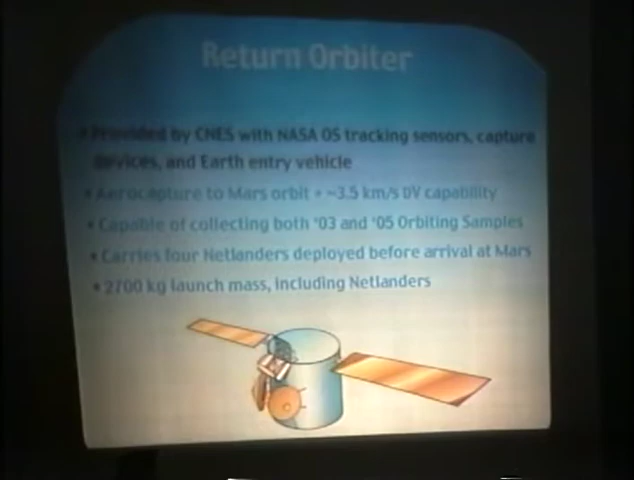 Return Orbiter
• Provided by CNES with NASA OS tracking sensors, capture
devices, and Earth entry vehicle
• Aerocapture to Mars orbit + ~3.5 km/s DV capability
• Capable of collecting both '03 and '05 Orbiting Samples
• Carries four Netlanders deployed before arrival at Mars
• 2700 kg launch mass, including Netlanders